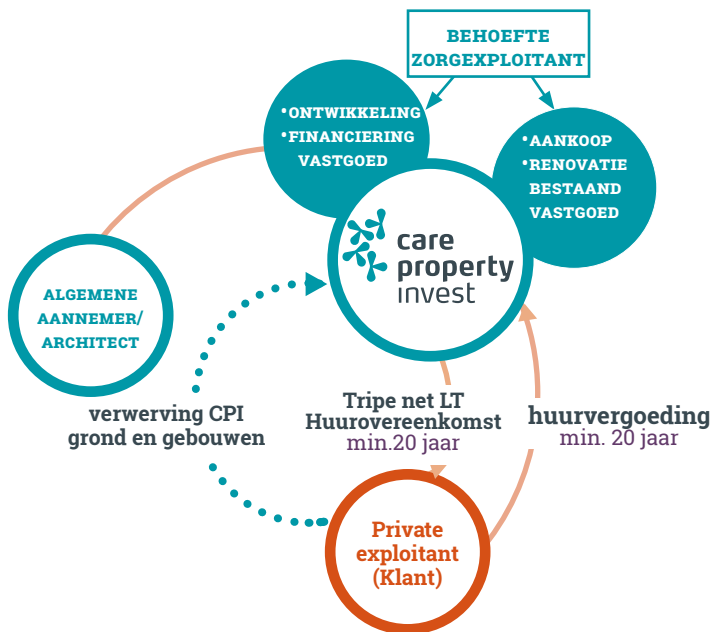 BEHOEFTE
ZORGEXPLOITANT
•ONTWIKKELING
•FINANCIERING
VASTGOED
•AANKOOP
•RENOVATIE
BESTAAND
VASTGOED
care
property
invest
ALGEMENE
AANNEMER/
ARCHITECT
verwerving CPI
grond en gebouwen
Tripe net LT
Huurovereenkomst
min.20 jaar
huurvergoeding
min. 20 jaar
Private
exploitant
(Klant)